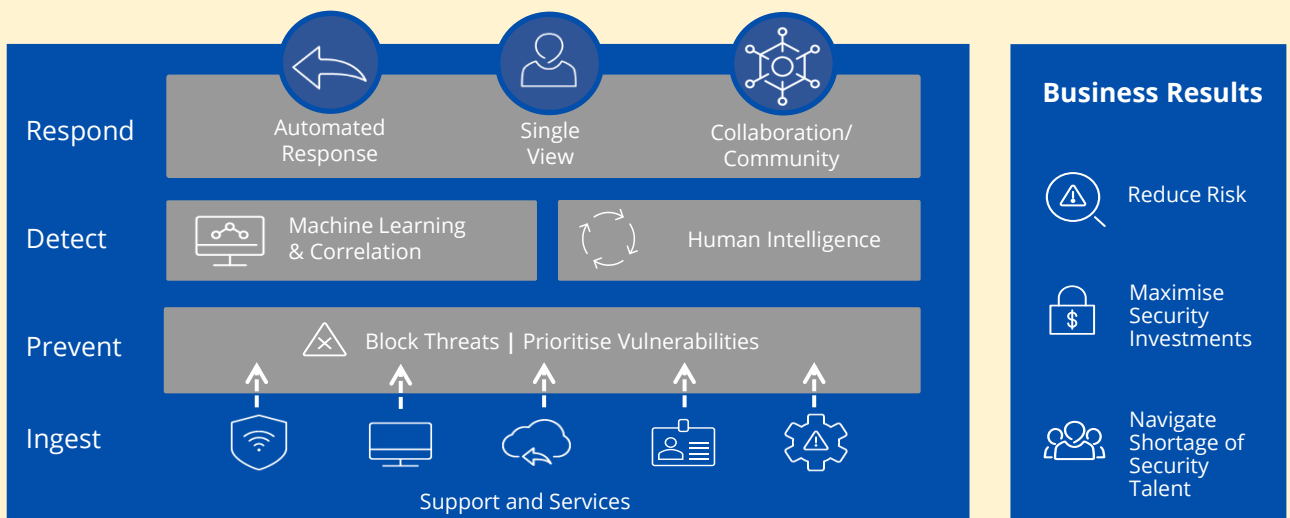 Respond
Automated
Response
Single
View
Collaboration/
Community
Detect
Machine Learning
& Correlation
Human Intelligence
Prevent
Block Threats | Prioritise Vulnerabilities
Ingest
Support and Services
Business Results
Reduce Risk
Maximise
Security
Investments
$
Navigate
Shortage of
Security
Talent